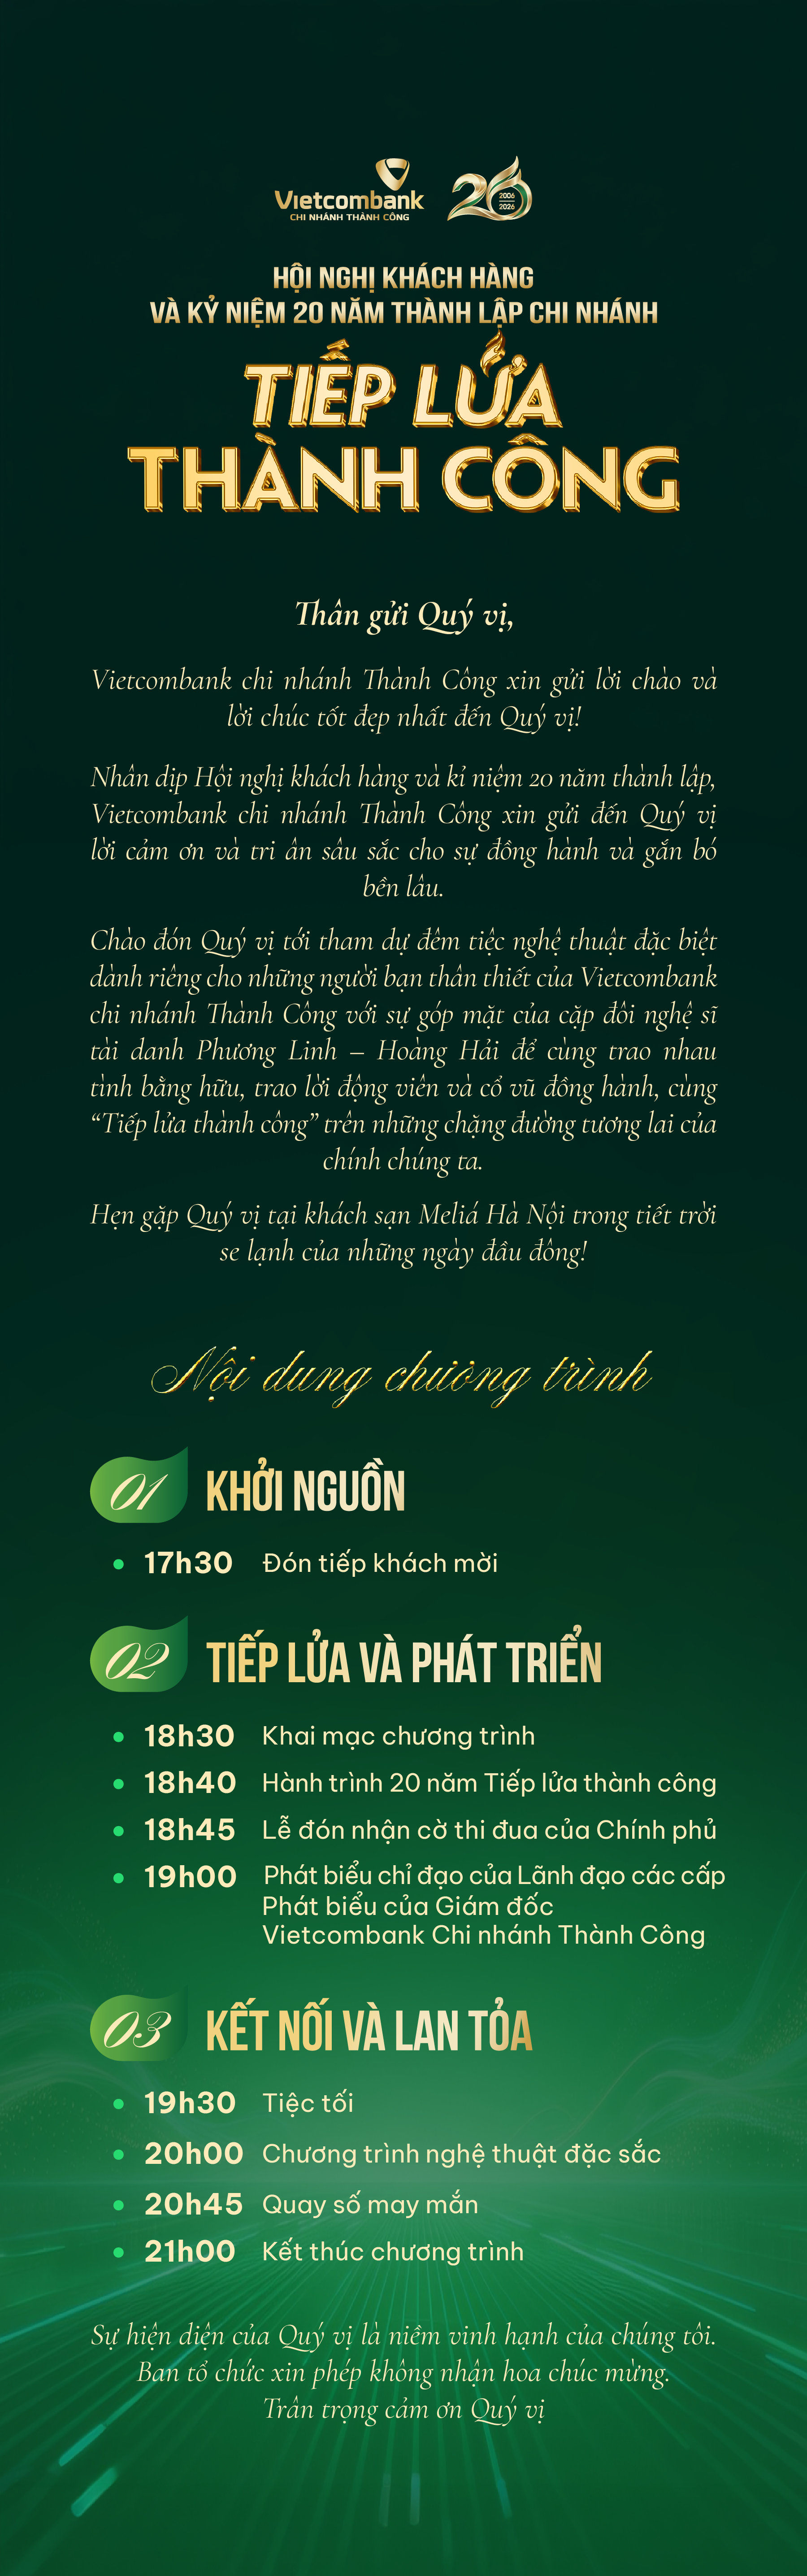 Vietcombank
CHI NHÁNH THÀNH CÔNG
20
2006
2026
HỘI NGHỊ KHÁCH HÀNG
VÀ KỶ NIỆM 20 NĂM THÀNH LẬP CHI NHÁNH
TIẾP LỬA
THÀNH CÔNG
Thân gửi Quý vị,
Vietcombank chi nhánh Thành Công xin gửi lời chào và
lời chúc tốt đẹp nhất đến Quý vị!
Nhân dịp Hội nghị khách hàng và kỉ niệm 20 năm thành lập,
Vietcombank chi nhánh Thành Công xin gửi đến Quý vị
lời cảm ơn và tri ân sâu sắc cho sự đồng hành và gắn bó
bền lâu.
Chào đón Quý vị tới tham dự đêm tiệc nghệ thuật đặc biệt
dành riêng cho những người bạn thân thiết của Vietcombank
chi nhánh Thành Công với sự góp mặt của cặp đôi nghệ sĩ
tài danh Phương Linh – Hoàng Hải để cùng trao nhau
tình bằng hữu, trao lời động viên và cổ vũ đồng hành, cùng
“Tiếp lửa thành công” trên những chặng đường tương lai của
chính chúng ta.
Hẹn gặp Quý vị tại khách sạn Meliá Hà Nội trong tiết trời
se lạnh của những ngày đầu đông!
Nội dung chương trình
01 KHỞI NGUỒN
17h30 Đón tiếp khách mời
02 TIẾP LỬA VÀ PHÁT TRIỂN
18h30 Khai mạc chương trình
18h40 Hành trình 20 năm Tiếp lửa thành công
18h45 Lễ đón nhận cờ thi đua của Chính phủ
19h00 Phát biểu chỉ đạo của Lãnh đạo các cấp
Phát biểu của Giám đốc
Vietcombank Chi nhánh Thành Công
03 KẾT NỐI VÀ LAN TỎA
19h30 Tiệc tối
20h00 Chương trình nghệ thuật đặc sắc
20h45 Quay số may mắn
21h00 Kết thúc chương trình
Sự hiện diện của Quý vị là niềm vinh hạnh của chúng tôi.
Ban tổ chức xin phép không nhận hoa chúc mừng.
Trân trọng cảm ơn Quý vị